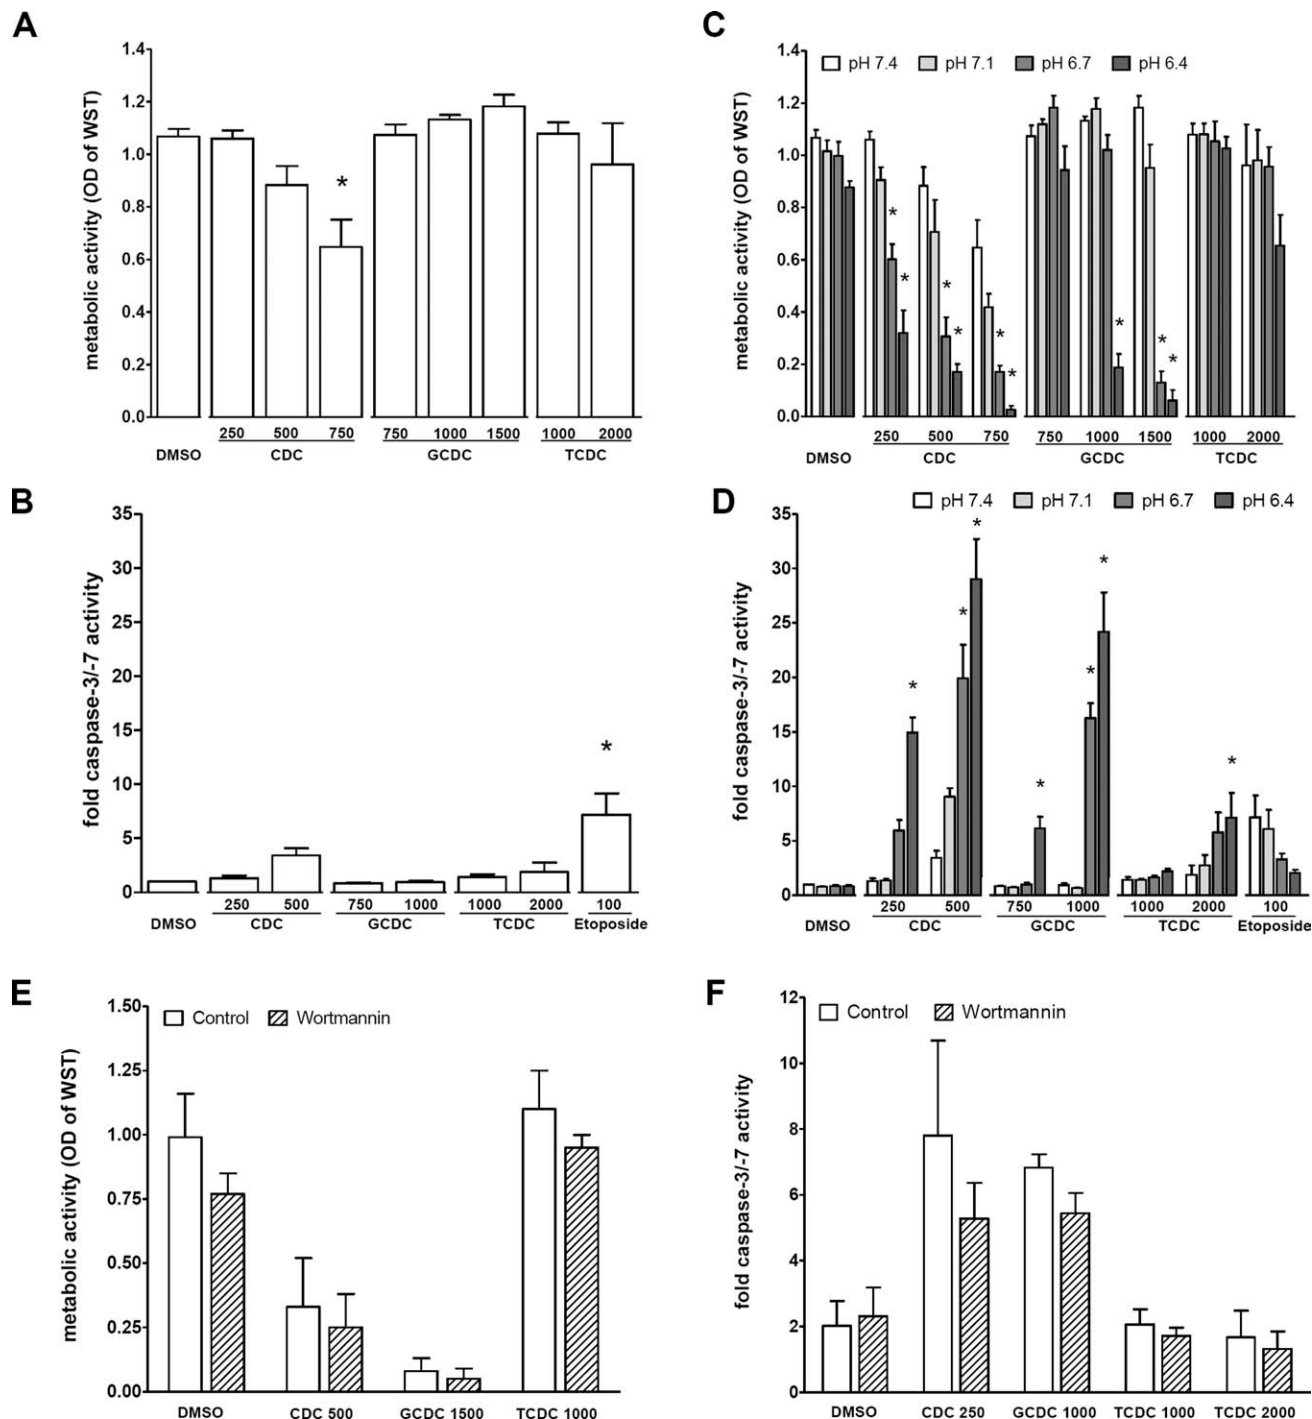 A
metabolic activity (OD of WST)
1.4
1.2
1.0
0.8
0.6
0.4
0.2
0.0
*
250 500 750 750 1000 1500 1000 2000
DMSO CDC GCDC TCDC
C
pH 7.4 pH 7.1 pH 6.7 pH 6.4
metabolic activity (OD of WST)
1.4
1.2
1.0
0.8
0.6
0.4
0.2
0.0
* * * * * * * * *
250 500 750 750 1000 1500 1000 2000
DMSO CDC GCDC TCDC
B
fold caspase-3/-7 activity
35
30
25
20
15
10
5
0
*
250 500 750 1000 1000 2000 100
DMSO CDC GCDC TCDC Etoposide
D
pH 7.4 pH 7.1 pH 6.7 pH 6.4
fold caspase-3/-7 activity
35
30
25
20
15
10
5
0
* * * * * * *
250 500 750 1000 1000 2000 100
DMSO CDC GCDC TCDC Etoposide
E
Control Wortmannin
metabolic activity (OD of WST)
1.50
1.25
1.00
0.75
0.50
0.25
0.00
DMSO CDC 500 GCDC 1500 TCDC 1000
F
Control Wortmannin
fold caspase-3/-7 activity
12
10
8
6
4
2
0
DMSO CDC 250 GCDC 1000 TCDC 1000 TCDC 2000